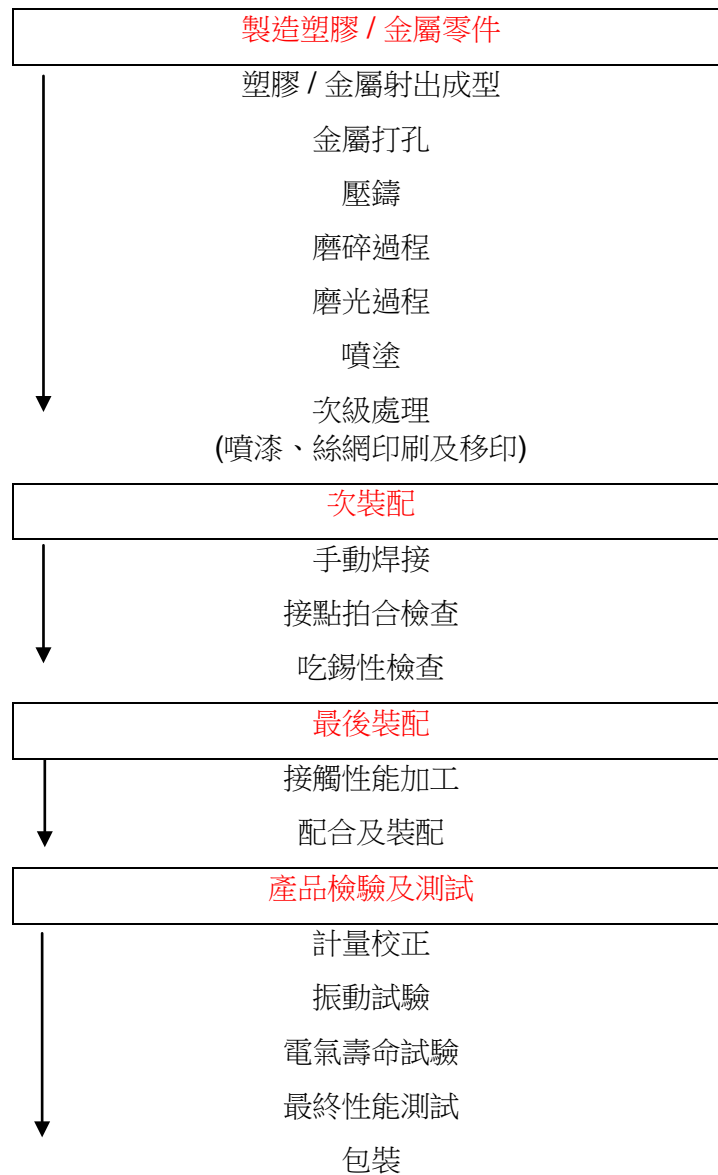 製造塑膠 / 金屬零件
塑膠 / 金屬射出成型
金屬打孔
壓鑄
磨碎過程
磨光過程
噴塗
次級處理
(噴漆、絲網印刷及移印)
次裝配
手動焊接
接點拍合檢查
吃錫性檢查
最後裝配
接觸性能加工
配合及裝配
產品檢驗及測試
計量校正
振動試驗
電氣壽命試驗
最終性能測試
包裝